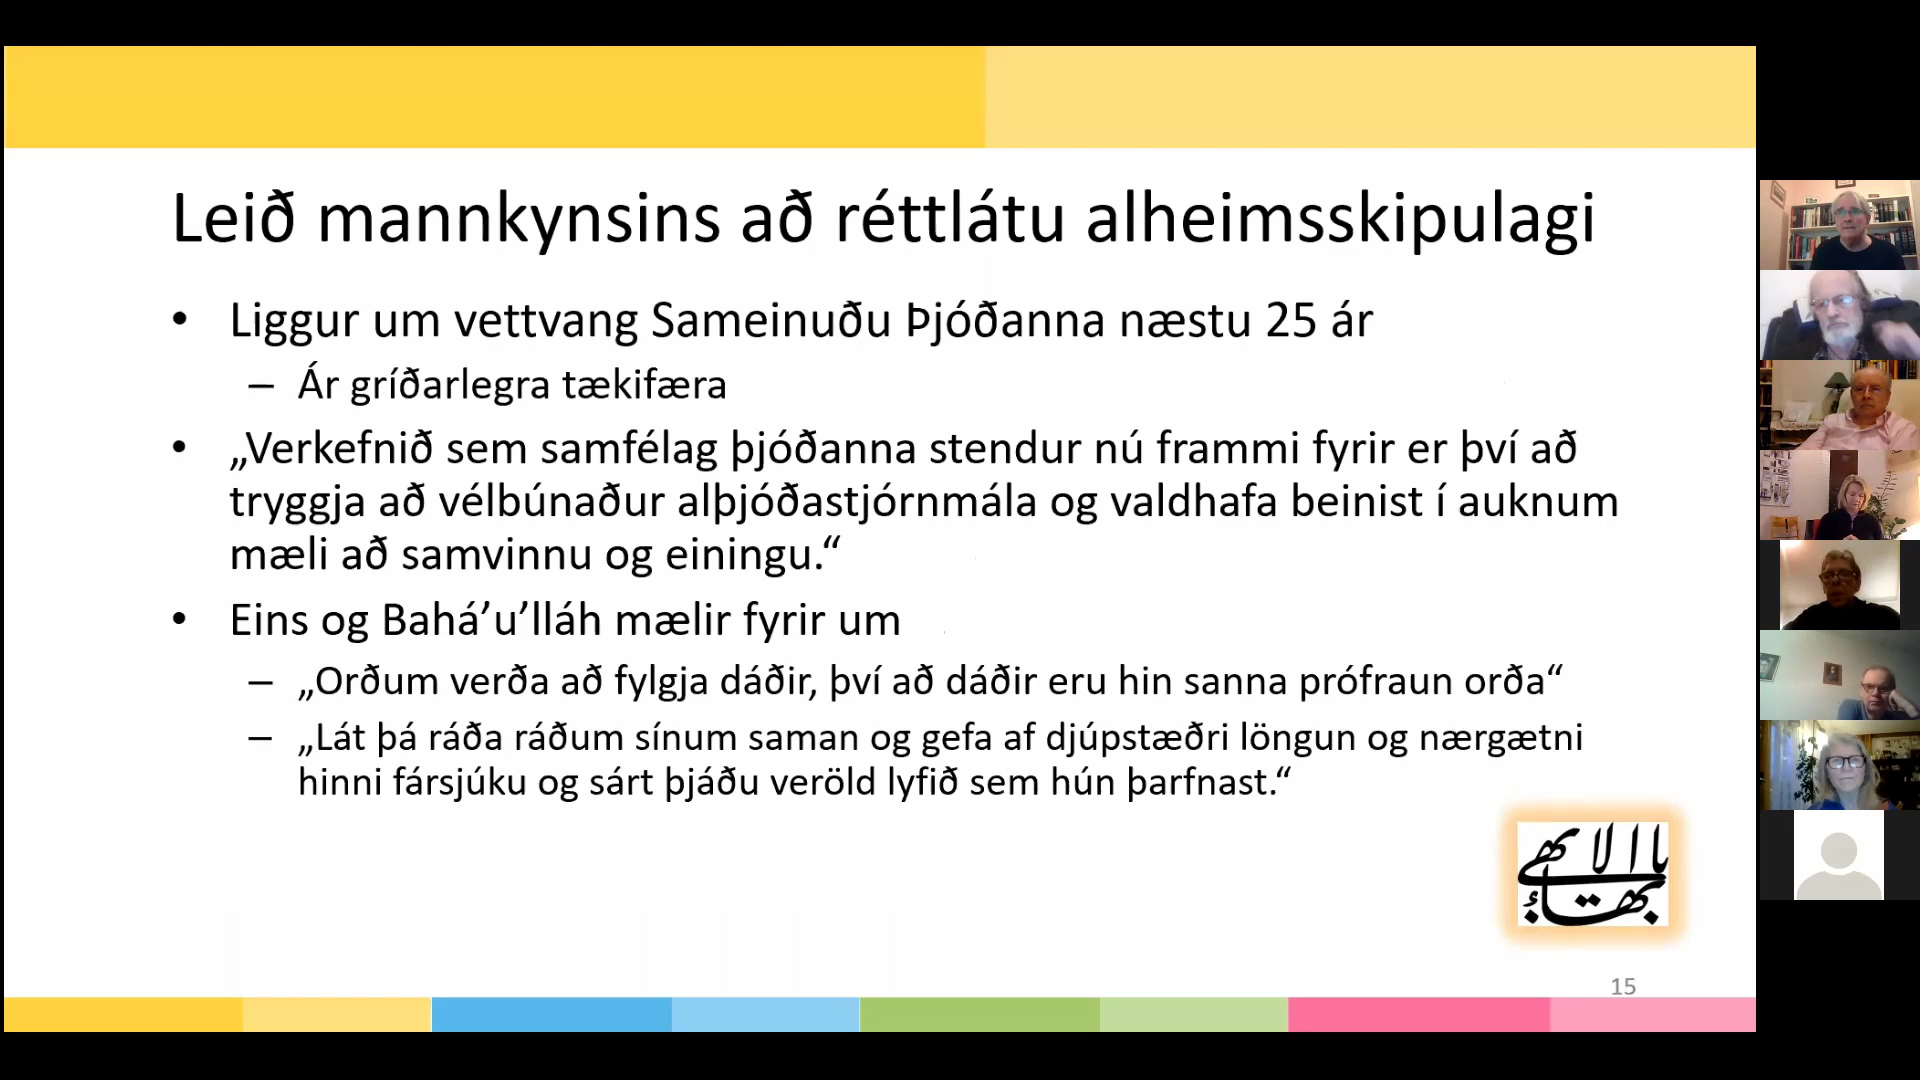 Leið mannkynsins að réttlátu alheimsskipulagi
• Liggur um vettvang Sameinuðu Þjóðanna næstu 25 ár
– Ár gríðarlegra tækifæra
• „Verkefnið sem samfélag þjóðanna stendur nú frammi fyrir er því að
tryggja að vélbúnaður alþjóðastjórnmála og valdhafa beinist í auknum
mæli að samvinnu og einingu.“
• Eins og Bahá’u’lláh mælir fyrir um
– „Orðum verða að fylgja dáðir, því að dáðir eru hin sanna prófraun orða“
– „Lát þá ráða ráðum sínum saman og gefa af djúpstæðri löngun og nærgætni
hinni fársjúku og sárt þjáðu veröld lyfið sem hún þarfnast.“
يا بهاء الابهى
15